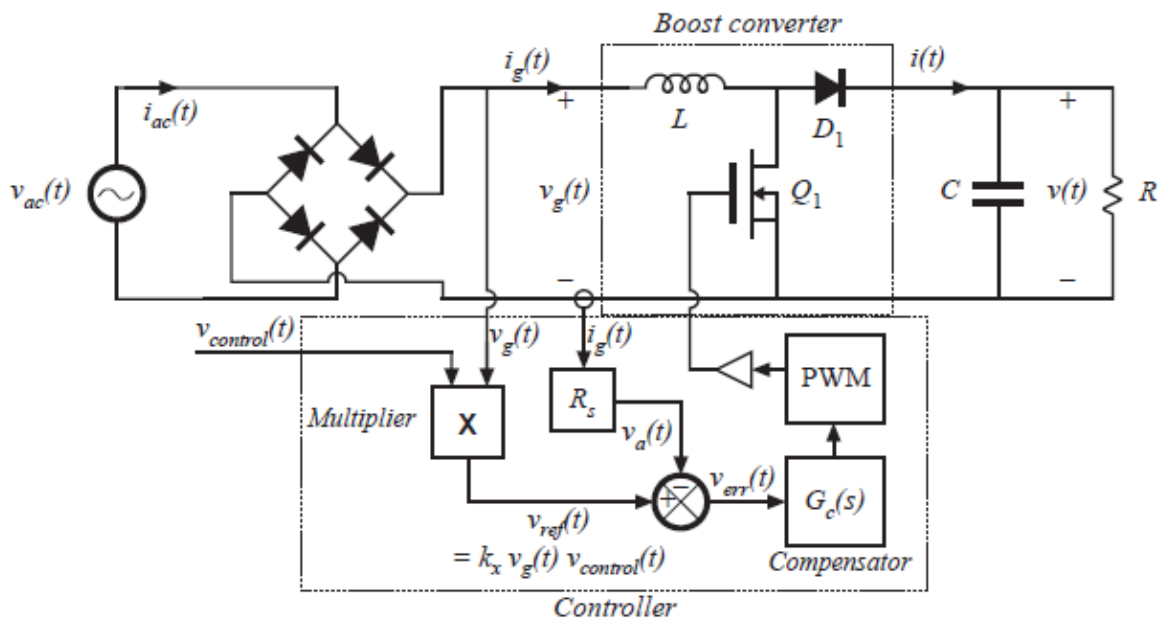 Boost converter
i_g(t)
i(t)
i_ac(t)
+
+
L
D_1
v_ac(t)
v_g(t)
Q_1
C
v(t)
R
–
–
v_control(t)
v_g(t)
i_g(t)
PWM
Multiplier
X
R_s
v_a(t)
–
+
v_err(t)
G_c(s)
v_ref(t)
= k_x v_g(t) v_control(t)
Compensator
Controller